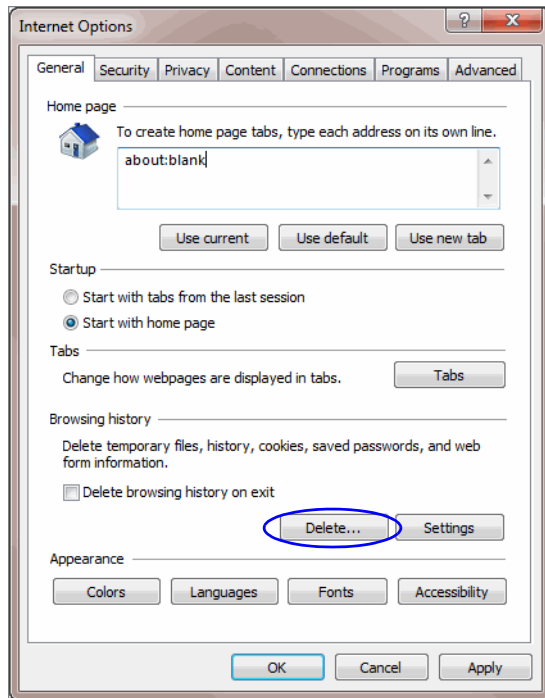 Internet Options
?
X
General Security Privacy Content Connections Programs Advanced
Home page
To create home page tabs, type each address on its own line.
about:blank
Use current Use default Use new tab
Startup
Start with tabs from the last session
Start with home page
Tabs
Change how webpages are displayed in tabs. Tabs
Browsing history
Delete temporary files, history, cookies, saved passwords, and web
form information.
Delete browsing history on exit
Delete... Settings
Appearance
Colors Languages Fonts Accessibility
OK Cancel Apply